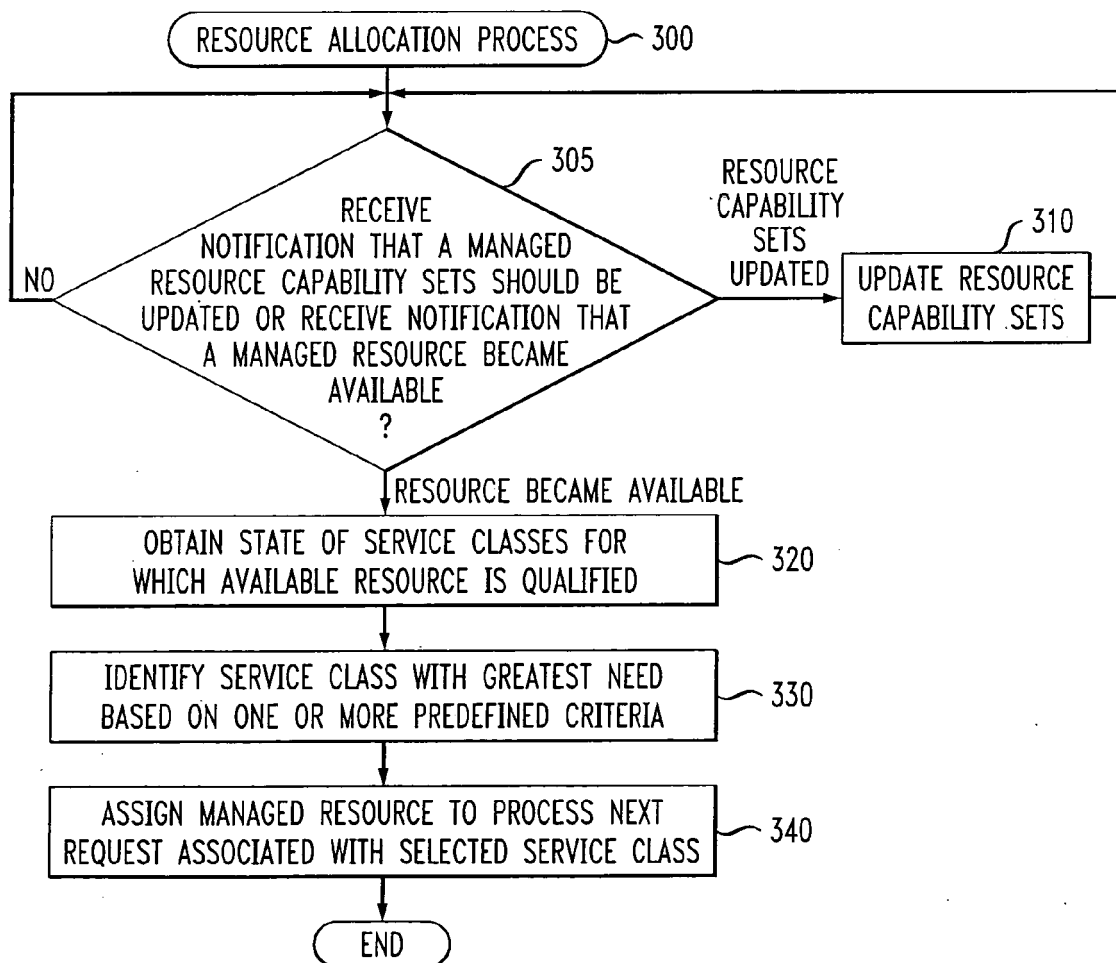 RESOURCE ALLOCATION PROCESS
300
305
RECEIVE
NOTIFICATION THAT A MANAGED
RESOURCE CAPABILITY SETS SHOULD BE
UPDATED OR RECEIVE NOTIFICATION THAT
A MANAGED RESOURCE BECAME
AVAILABLE
?
NO
RESOURCE
CAPABILITY
SETS
UPDATED
310
UPDATE RESOURCE
CAPABILITY SETS
RESOURCE BECAME AVAILABLE
OBTAIN STATE OF SERVICE CLASSES FOR
WHICH AVAILABLE RESOURCE IS QUALIFIED
320
IDENTIFY SERVICE CLASS WITH GREATEST NEED
BASED ON ONE OR MORE PREDEFINED CRITERIA
330
ASSIGN MANAGED RESOURCE TO PROCESS NEXT
REQUEST ASSOCIATED WITH SELECTED SERVICE CLASS
340
END